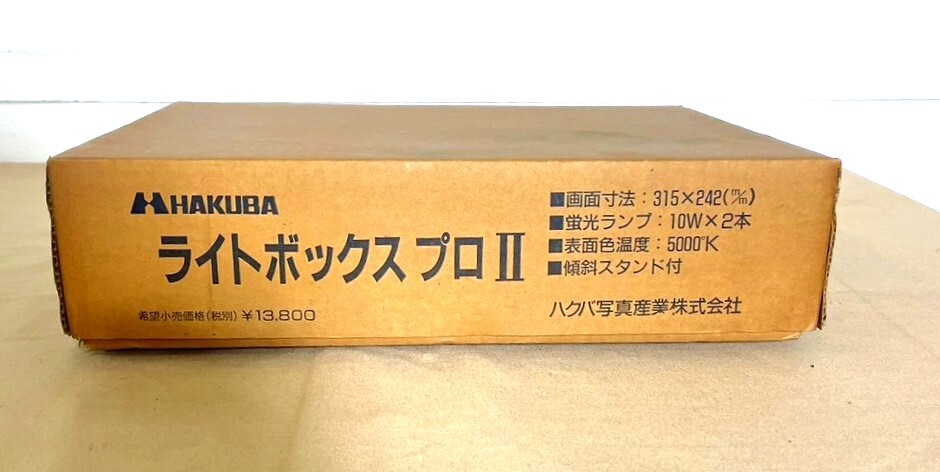 HAKUBA
ライトボックス プロⅡ
希望小売価格(税別)¥13,800
■画面寸法:315×242(m/m)
■蛍光ランプ:10W×2本
■表面色温度:5000°K
■傾斜スタンド付
ハクバ写真産業株式会社